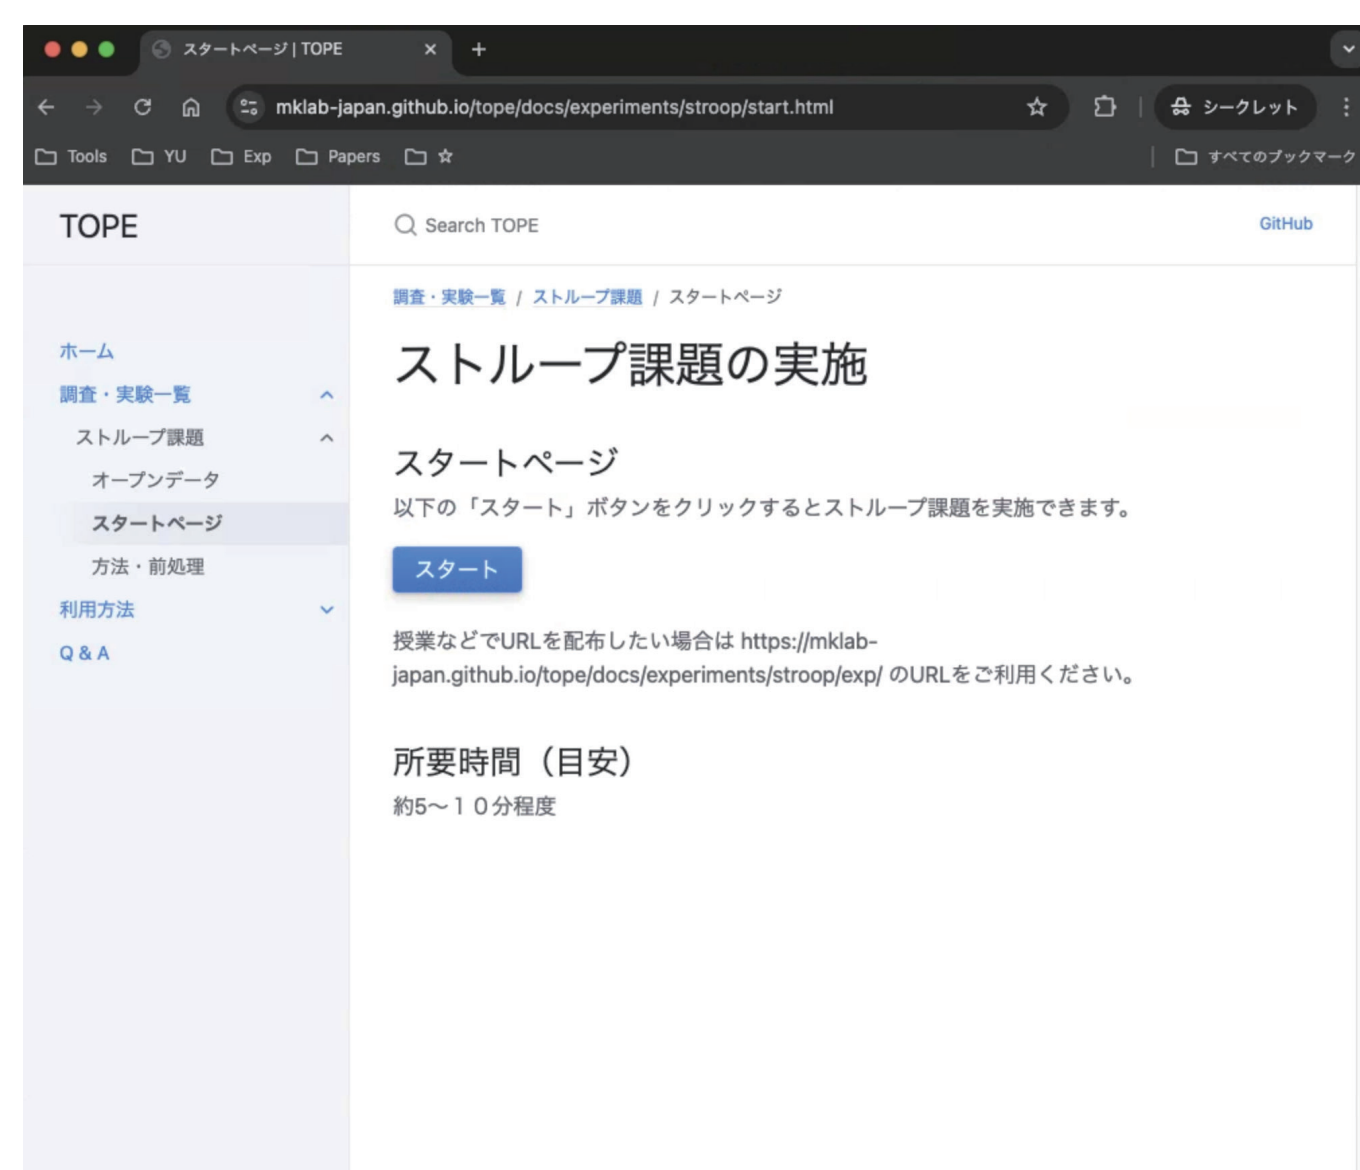 スタートページ | TOPE
mklab-japan.github.io/tope/docs/experiments/stroop/start.html
シークレット
Tools YU Exp Papers ☆
すべてのブックマーク
TOPE
Search TOPE
GitHub
調査・実験一覧 / ストループ課題 / スタートページ
ホーム
調査・実験一覧
ストループ課題
オープンデータ
スタートページ
方法・前処理
利用方法
Q & A
ストループ課題の実施
スタートページ
以下の「スタート」ボタンをクリックするとストループ課題を実施できます。
スタート
授業などでURLを配布したい場合は https://mklab-
japan.github.io/tope/docs/experiments/stroop/exp/ のURLをご利用ください。
所要時間（目安）
約5〜１０分程度